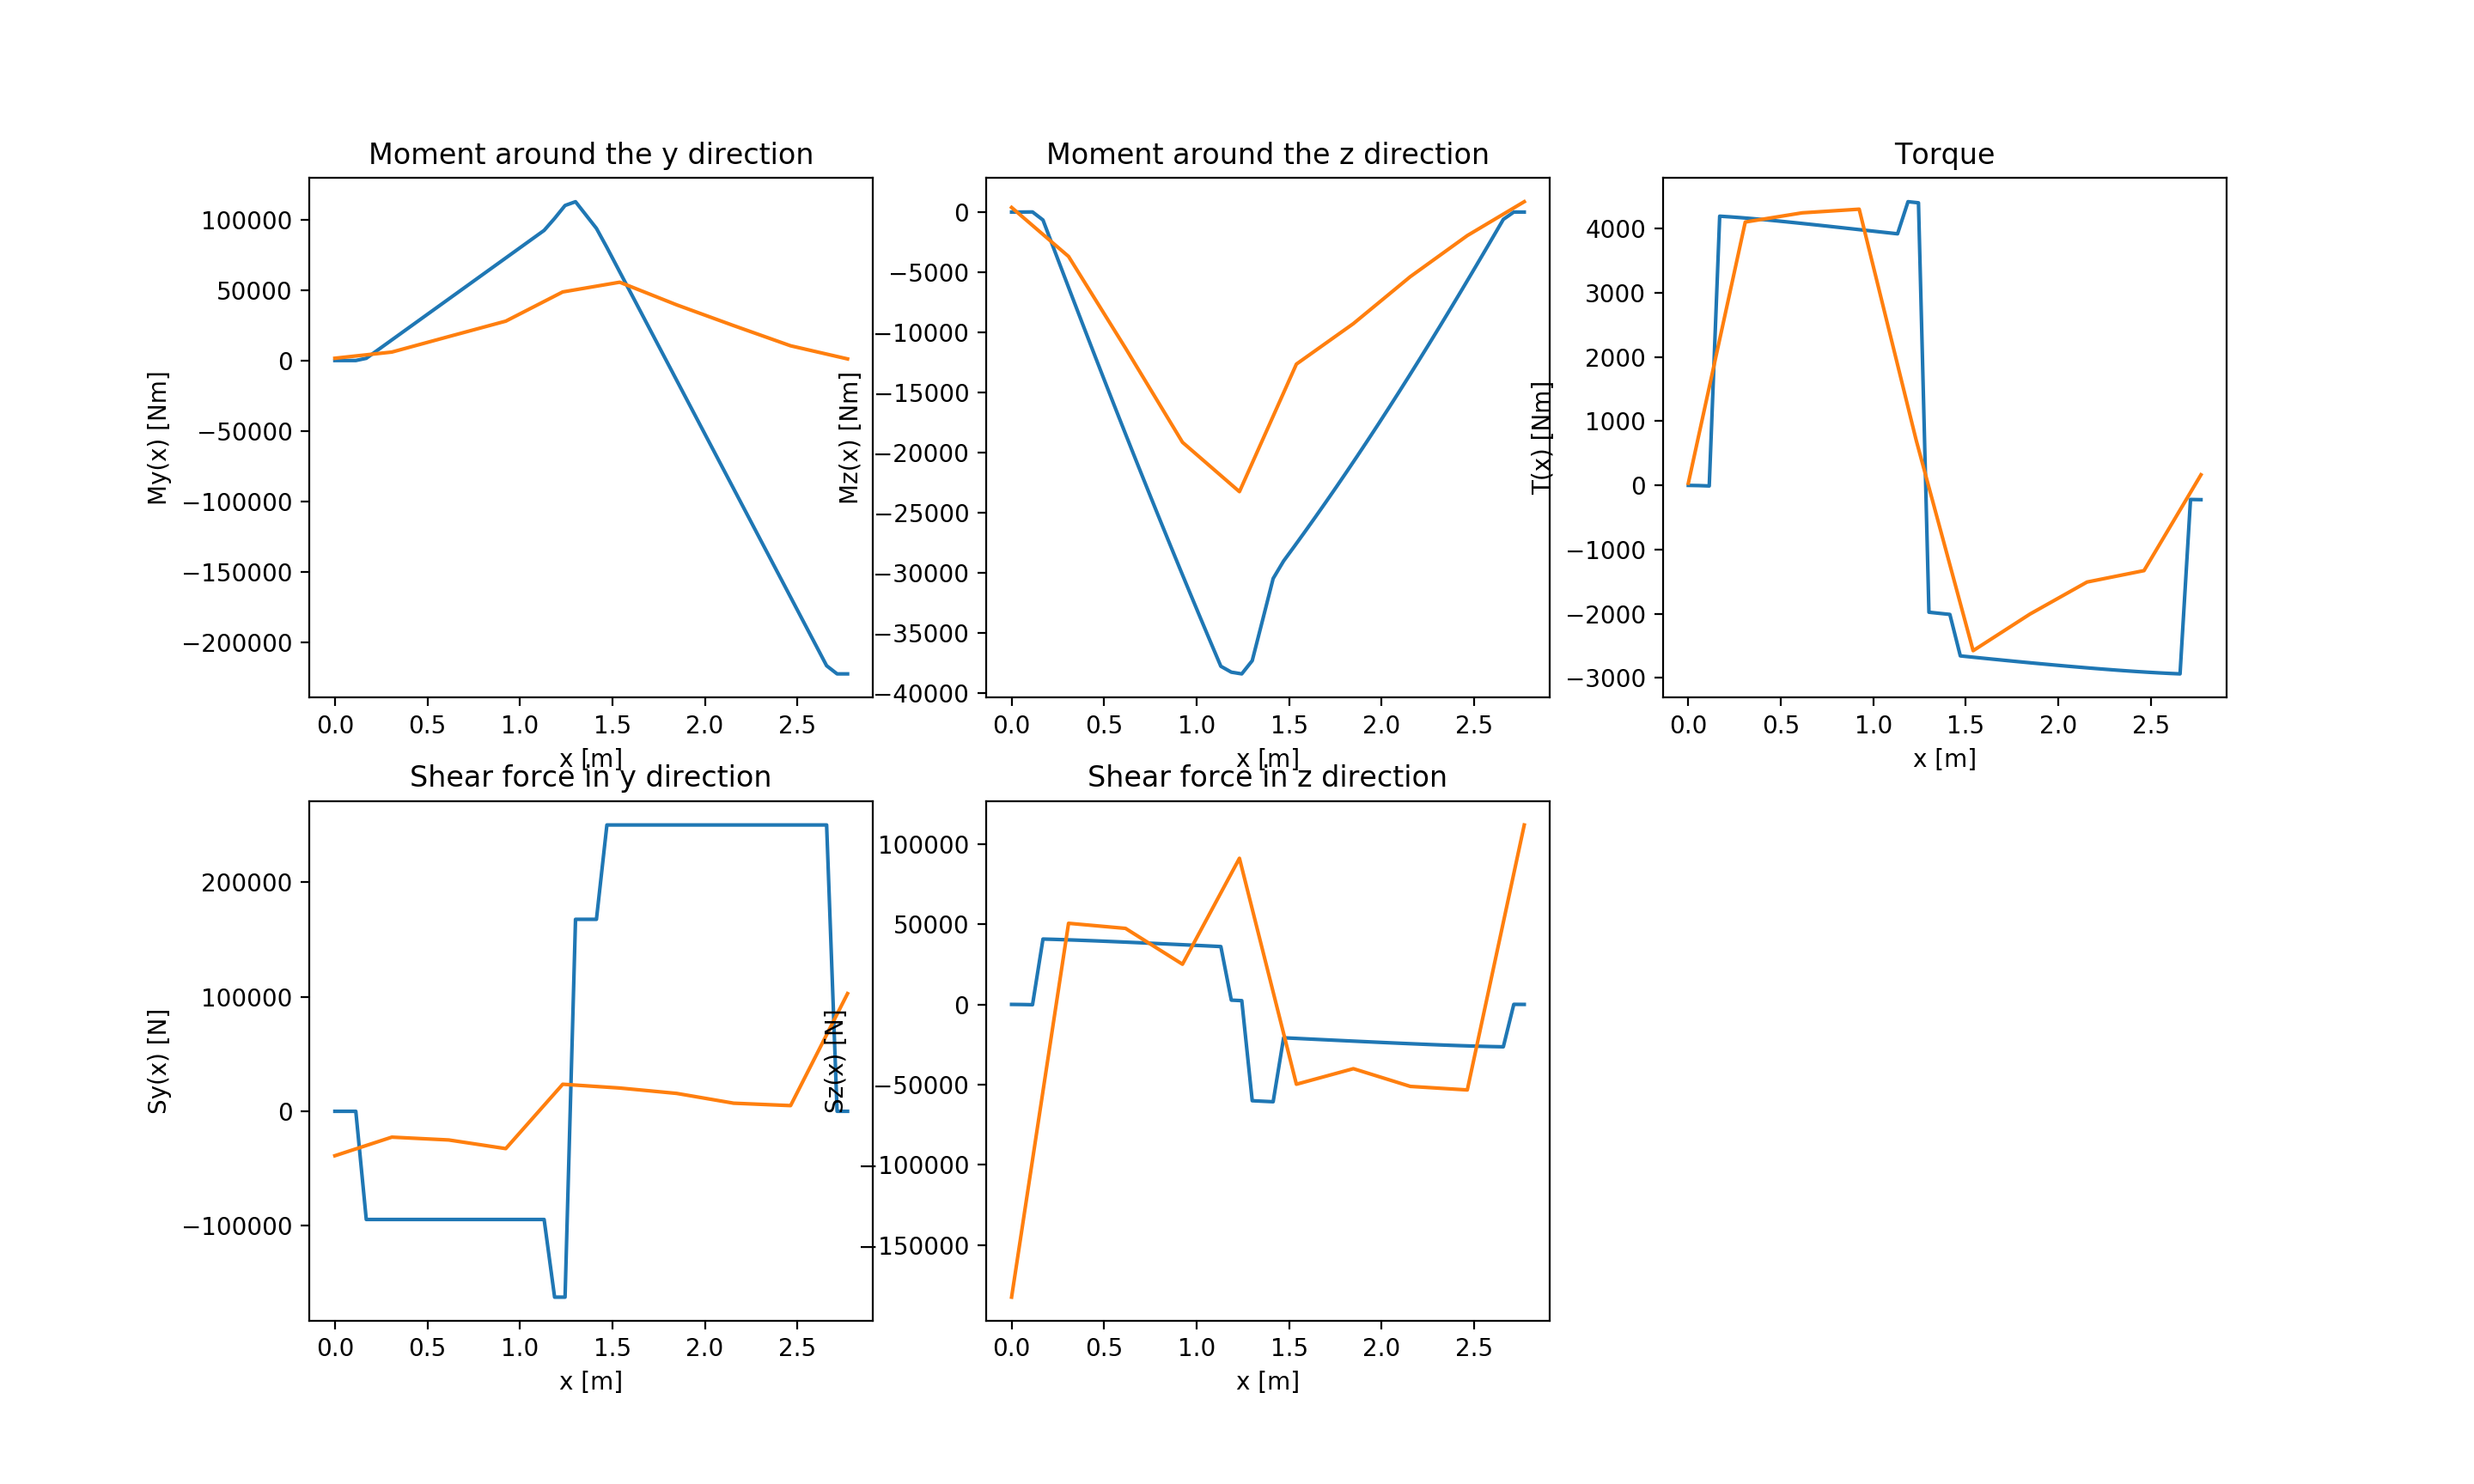 Moment around the y direction
My(x) [Nm]
100000
50000
0
−50000
−100000
−150000
−200000
0.0 0.5 1.0 1.5 2.0 2.5
x [m]
Moment around the z direction
Mz(x) [Nm]
0
−5000
−10000
−15000
−20000
−25000
−30000
−35000
−40000
0.0 0.5 1.0 1.5 2.0 2.5
x [m]
Torque
T(x) [Nm]
4000
3000
2000
1000
0
−1000
−2000
−3000
0.0 0.5 1.0 1.5 2.0 2.5
x [m]
Shear force in y direction
Sy(x) [N]
200000
100000
0
−100000
0.0 0.5 1.0 1.5 2.0 2.5
x [m]
Shear force in z direction
Sz(x) [N]
100000
50000
0
−50000
−100000
−150000
0.0 0.5 1.0 1.5 2.0 2.5
x [m]